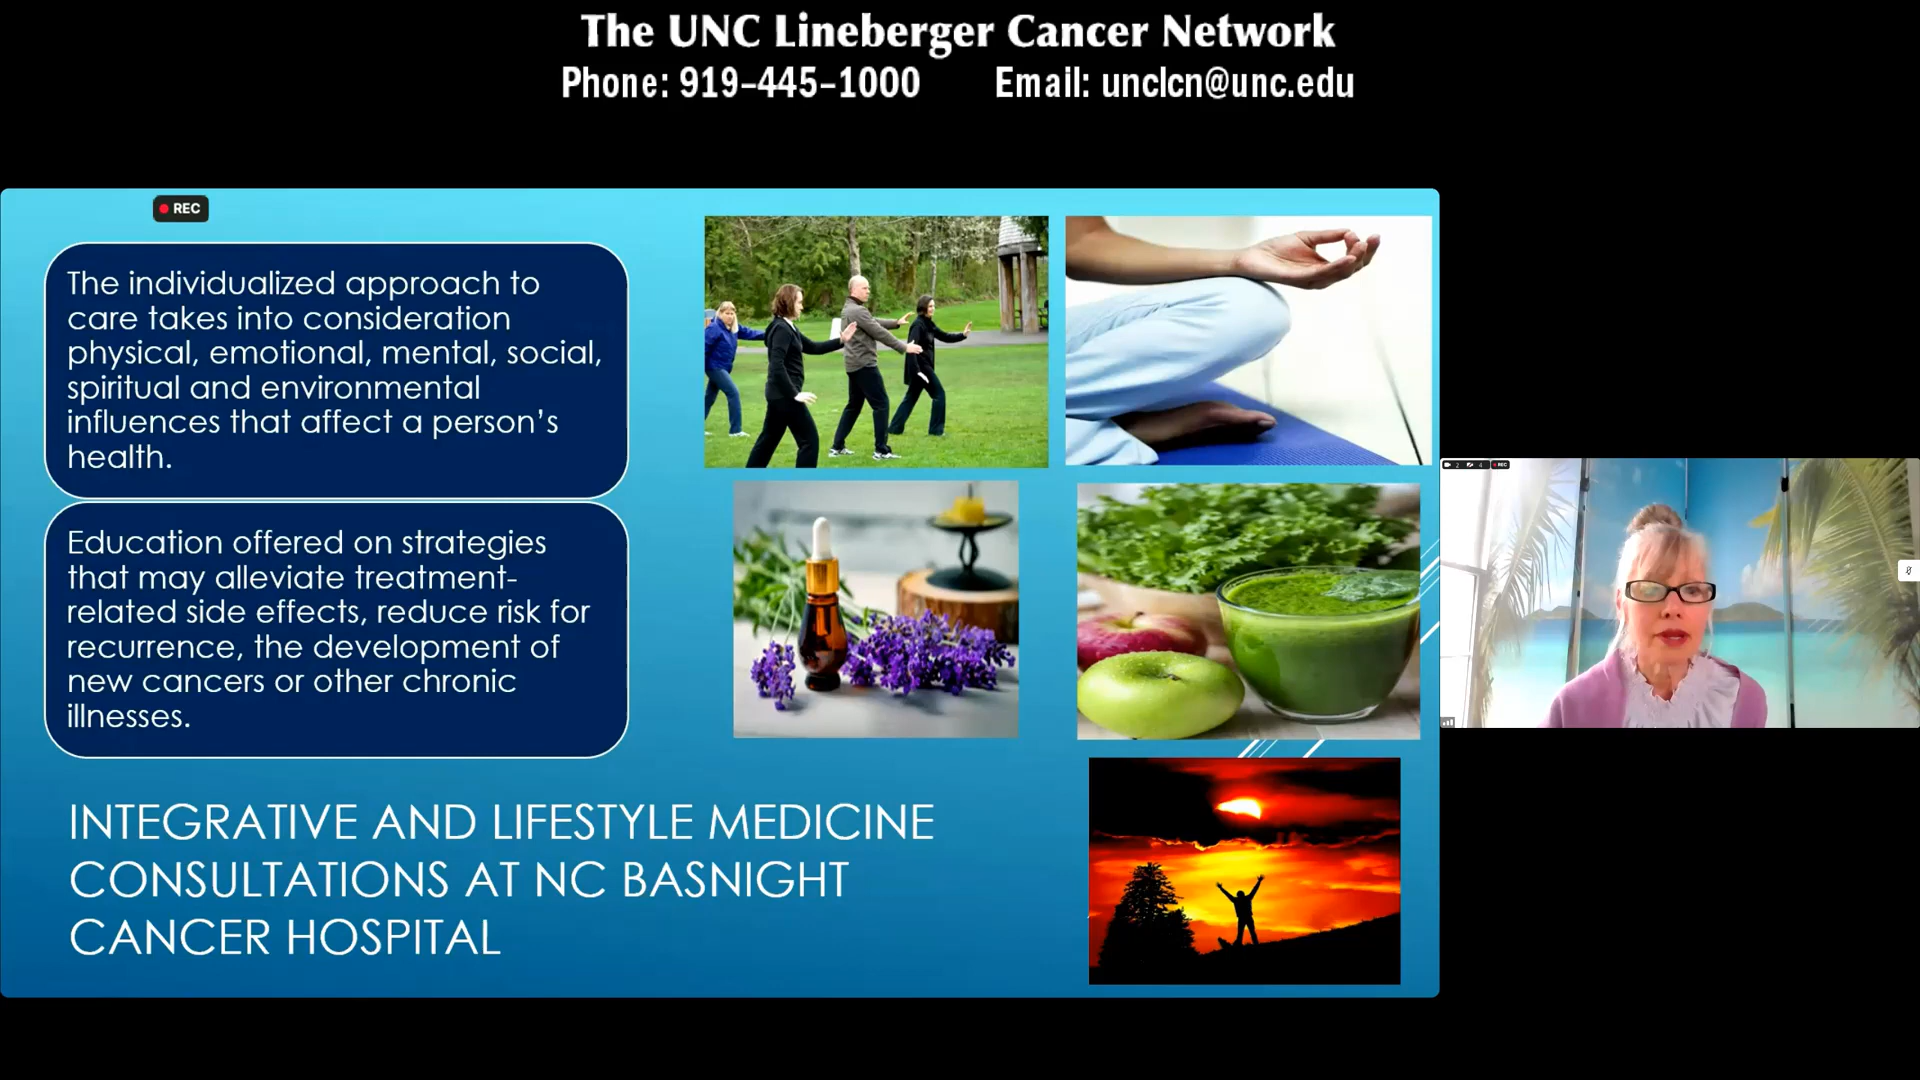 The UNC Lineberger Cancer Network
Phone: 919-445-1000 Email: unclcn@unc.edu
REC
The individualized approach to
care takes into consideration
physical, emotional, mental, social,
spiritual and environmental
influences that affect a person’s
health.
Education offered on strategies
that may alleviate treatment-
related side effects, reduce risk for
recurrence, the development of
new cancers or other chronic
illnesses.
INTEGRATIVE AND LIFESTYLE MEDICINE
CONSULTATIONS AT NC BASNIGHT
CANCER HOSPITAL
2 4 REC